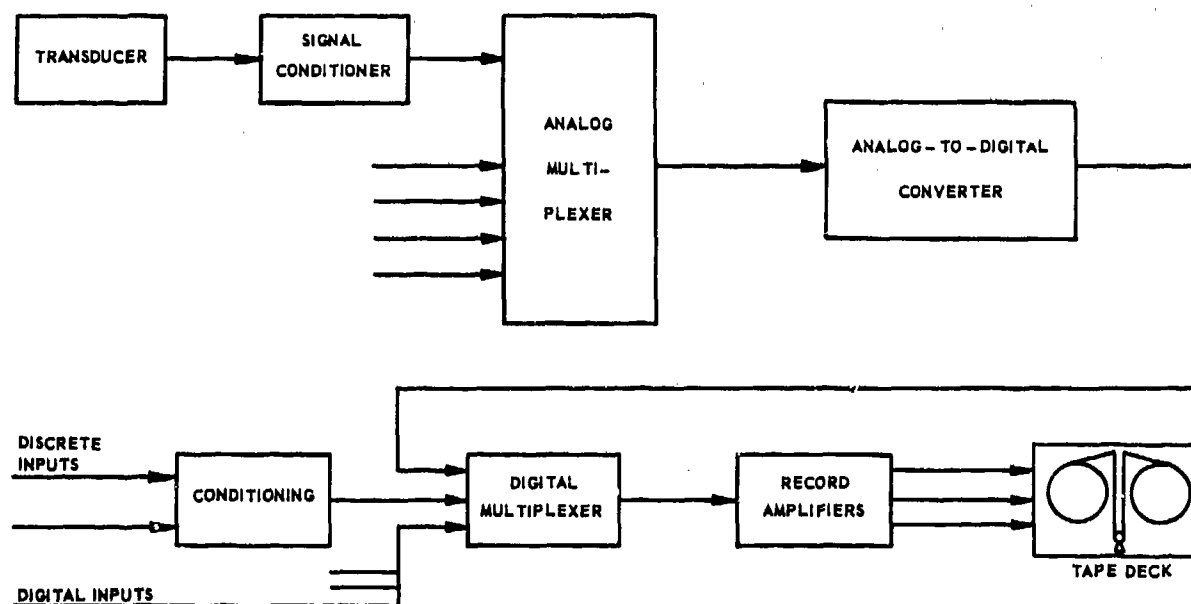 TRANSDUCER
SIGNAL
CONDITIONER
ANALOG
MULTI-
PLEXER
ANALOG-TO-DIGITAL
CONVERTER
DISCRETE
INPUTS
CONDITIONING
DIGITAL
MULTIPLEXER
RECORD
AMPLIFIERS
TAPE DECK
DIGITAL INPUTS